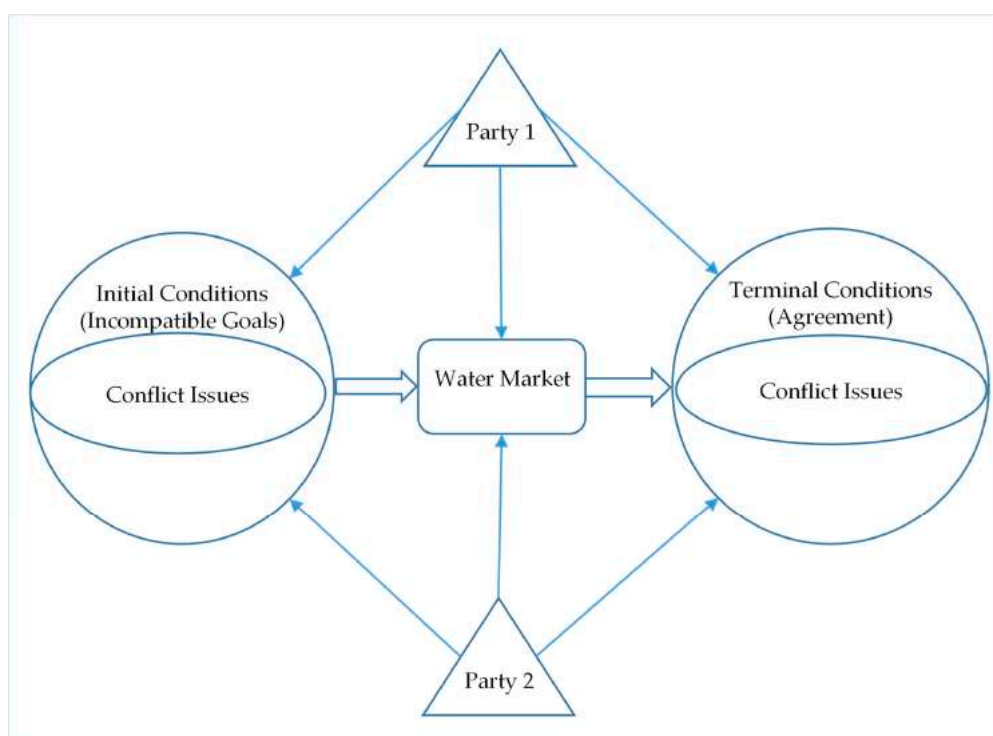 Party 1
Initial Conditions
(Incompatible Goals)
Conflict Issues
Water Market
Terminal Conditions
(Agreement)
Conflict Issues
Party 2